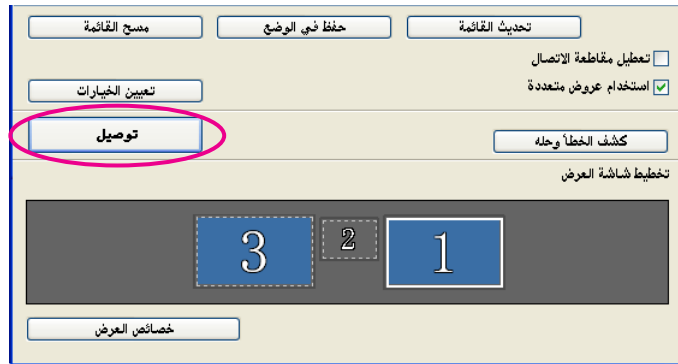 تحديث القائمة حفظ في الوضع مسح القائمة
تعطيل مقاطعة الاتصال
استخدام عروض متعددة تعيين الخيارات
توصيل
كشف الخطأ وحله
تخطيط شاشة العرض
1 2 3
خصائص العرض